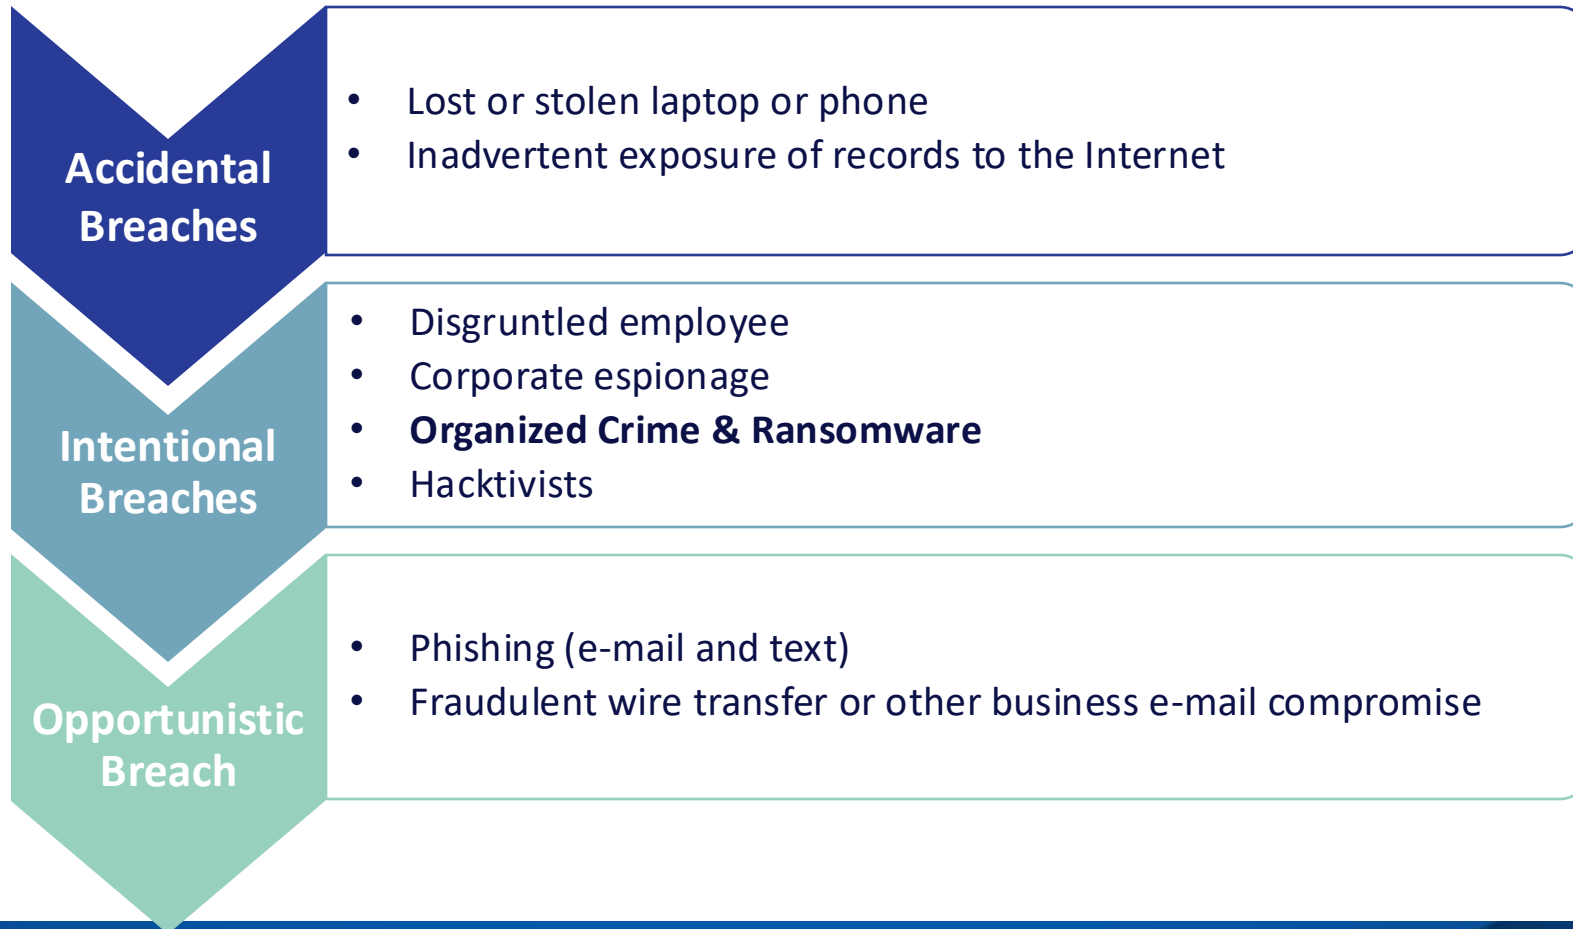 Accidental
Breaches
• Lost or stolen laptop or phone
• Inadvertent exposure of records to the Internet
Intentional
Breaches
• Disgruntled employee
• Corporate espionage
• Organized Crime & Ransomware
• Hacktivists
Opportunistic
Breach
• Phishing (e-mail and text)
• Fraudulent wire transfer or other business e-mail compromise